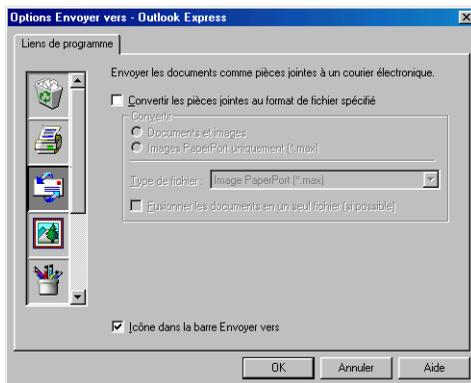 Options Envoyer vers - Outlook Express
Liens de programme
Envoyer les documents comme pièces jointes à un courier électronique.
Convertir les pièces jointes au format de fichier spécifié
Convertir
Documents et images
Images PaperPort uniquement (*.max)
Type de fichier : Image PaperPort (*.max)
Fusionner les documents en un seul fichier (si possible)
Icône dans la barre Envoyer vers
OK Annuler Aide